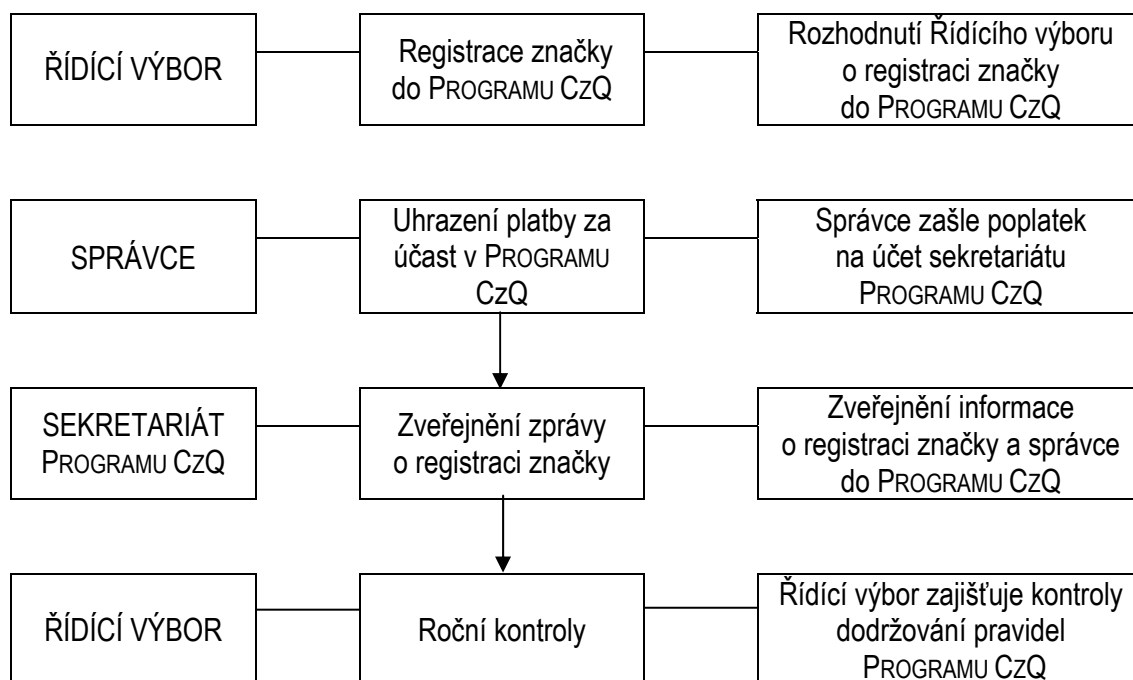 ŘÍDÍCÍ VÝBOR
Registrace značky
do PROGRAMU CZQ
Rozhodnutí Řídícího výboru
o registraci značky
do PROGRAMU CZQ
SPRÁVCE
Uhrazení platby za
účast v PROGRAMU
CZQ
Správce zašle poplatek
na účet sekretariátu
PROGRAMU CZQ
SEKRETARIÁT
PROGRAMU CZQ
Zveřejnění zprávy
o registraci značky
Zveřejnění informace
o registraci značky a správce
do PROGRAMU CZQ
ŘÍDÍCÍ VÝBOR
Roční kontroly
Řídící výbor zajišťuje kontroly
dodržování pravidel
PROGRAMU CZQ